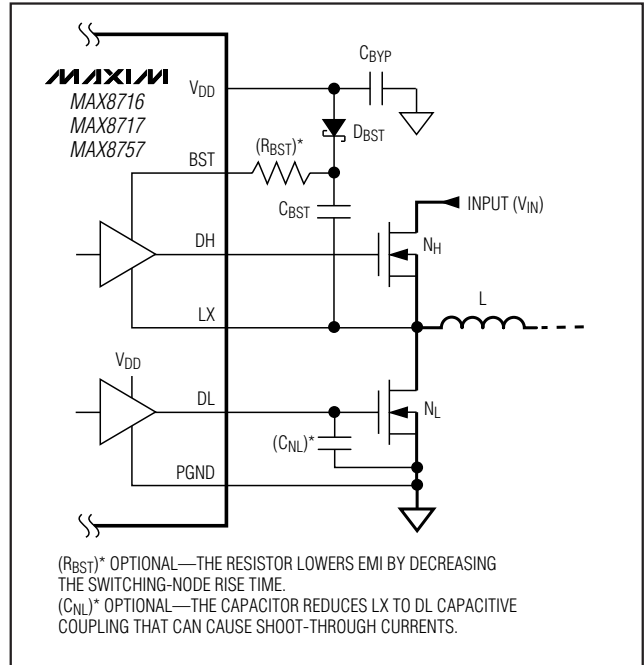 MAXIM
MAX8716
MAX8717
MAX8757
VDD
CBYP
DBST
(RBST)*
BST
CBST
INPUT (VIN)
DH
NH
L
LX
VDD
DL
NL
(CNL)*
PGND
(RBST)* OPTIONAL—THE RESISTOR LOWERS EMI BY DECREASING
THE SWITCHING-NODE RISE TIME.
(CNL)* OPTIONAL—THE CAPACITOR REDUCES LX TO DL CAPACITIVE
COUPLING THAT CAN CAUSE SHOOT-THROUGH CURRENTS.